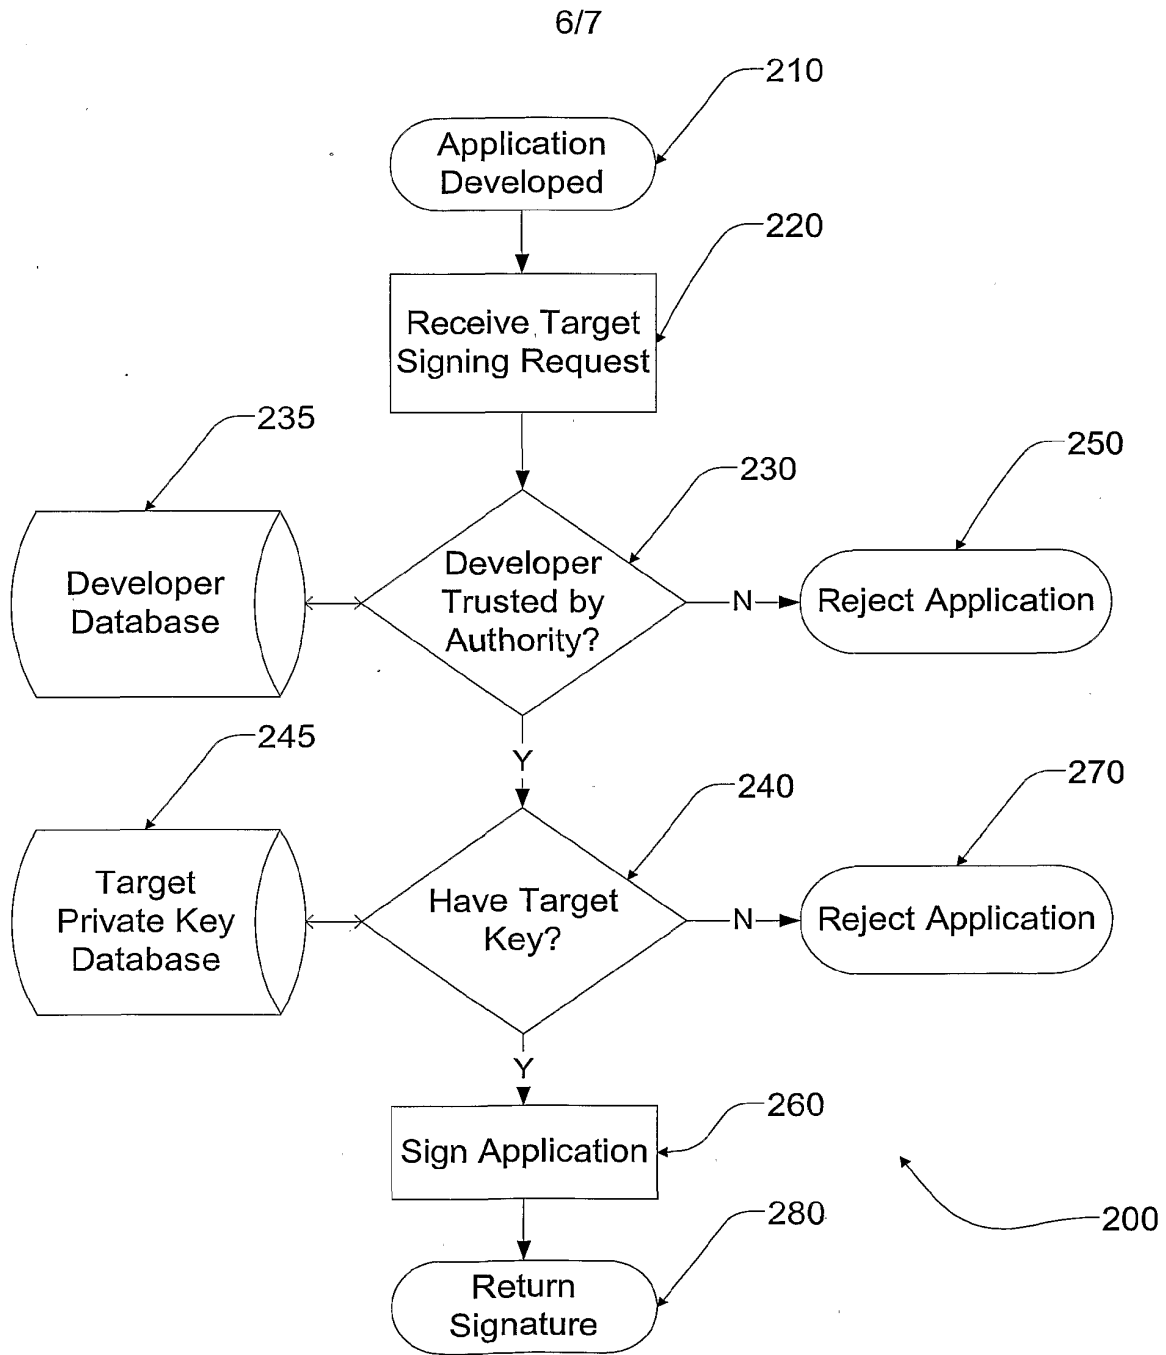 6/7
210
Application
Developed
220
Receive Target
Signing Request
235
230
250
Developer
Database
Developer
Trusted by
Authority?
N
Reject Application
Y
245
240
270
Target
Private Key
Database
Have Target
Key?
N
Reject Application
Y
260
Sign Application
280
200
Return
Signature